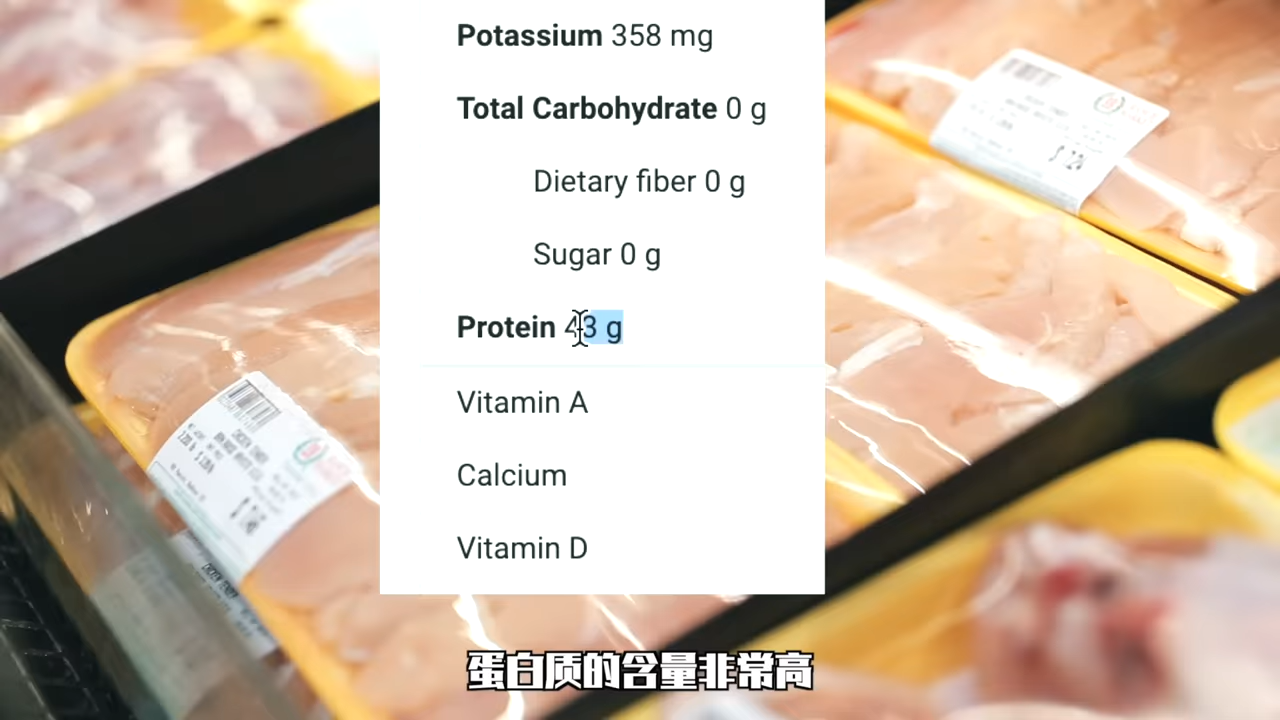 Potassium 358 mg
Total Carbohydrate 0 g
Dietary fiber 0 g
Sugar 0 g
Protein 43 g
Vitamin A
Calcium
Vitamin D
蛋白质的含量非常高